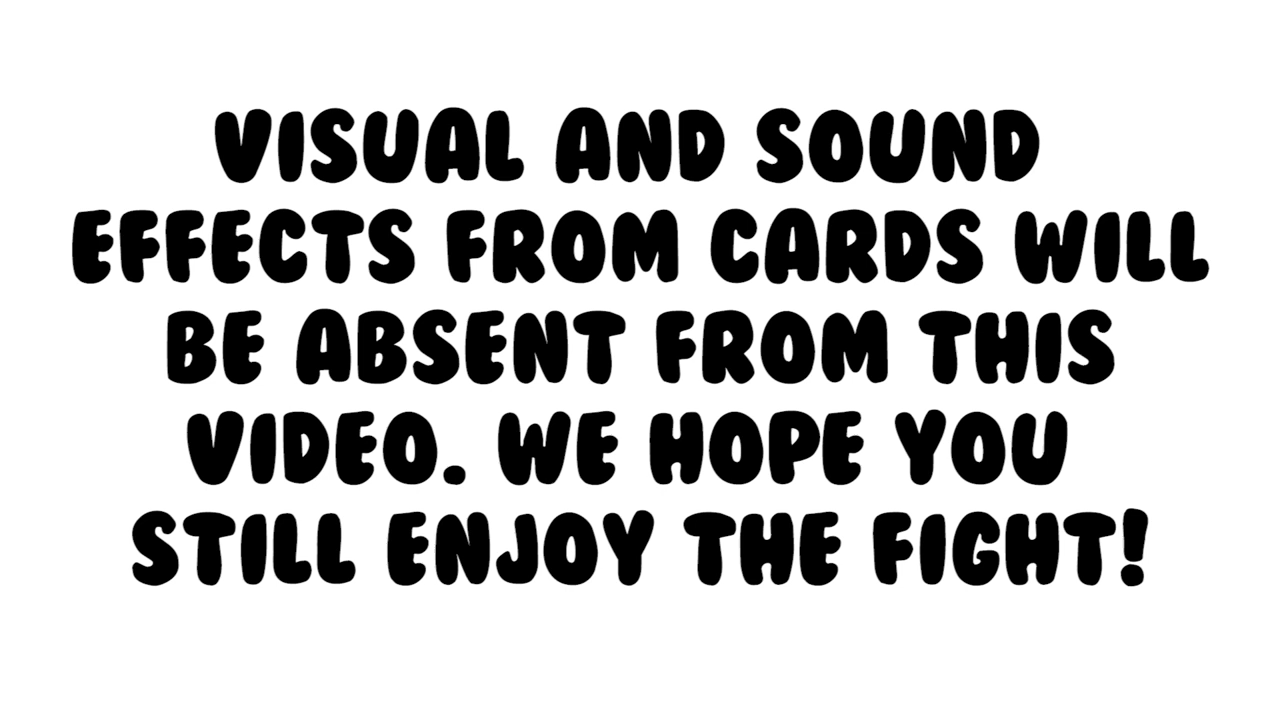 VISUAL AND SOUND
EFFECTS FROM CARDS WILL
BE ABSENT FROM THIS
VIDEO. WE HOPE YOU
STILL ENJOY THE FIGHT!